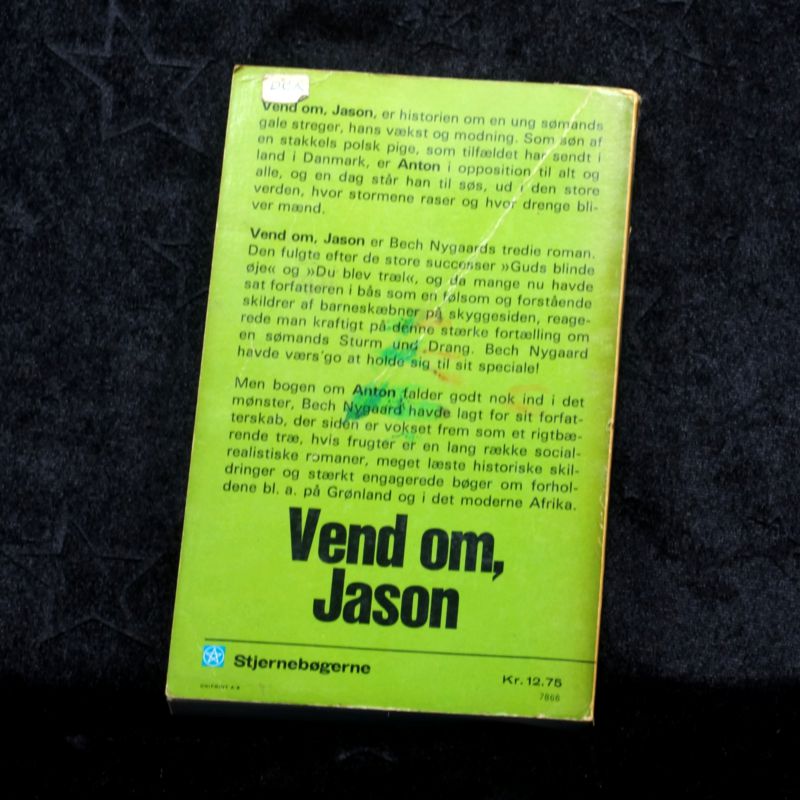 Vend om, Jason, er historien om en ung sømands
gale streger, hans vækst og modning. Som søn af
en stakkels polsk pige, som tilfældet har sendt i
land i Danmark, er Anton i opposition til alt og
alle, og en dag står han til søs, ud i den store
verden, hvor stormene raser og hvor drenge bli-
ver mænd.
Vend om, Jason er Bech Nygaards tredie roman.
Den fulgte efter de store successer »Guds blinde
øje« og »Du blev træl«, og da mange nu havde
sat forfatteren i bås som en følsom og forstående
skildrer af barneskæbner på skyggesiden, reage-
rede man kraftigt på denne stærke fortælling om
en sømands Sturm und Drang. Bech Nygaard
havde værs'go at holde sig til sit speciale!
Men bogen om Anton falder godt nok ind i det
mønster, Bech Nygaard havde lagt for sit forfat-
terskab, der siden er vokset frem som et rigtbæ-
rende træ, hvis frugter er en lang række social-
realistiske romaner, meget læste historiske skil-
dringer og stærkt engagerede bøger om forhol-
dene bl. a. på Grønland og i det moderne Afrika.
Vend om,
Jason
Stjernebøgerne
Kr. 12.75
7866